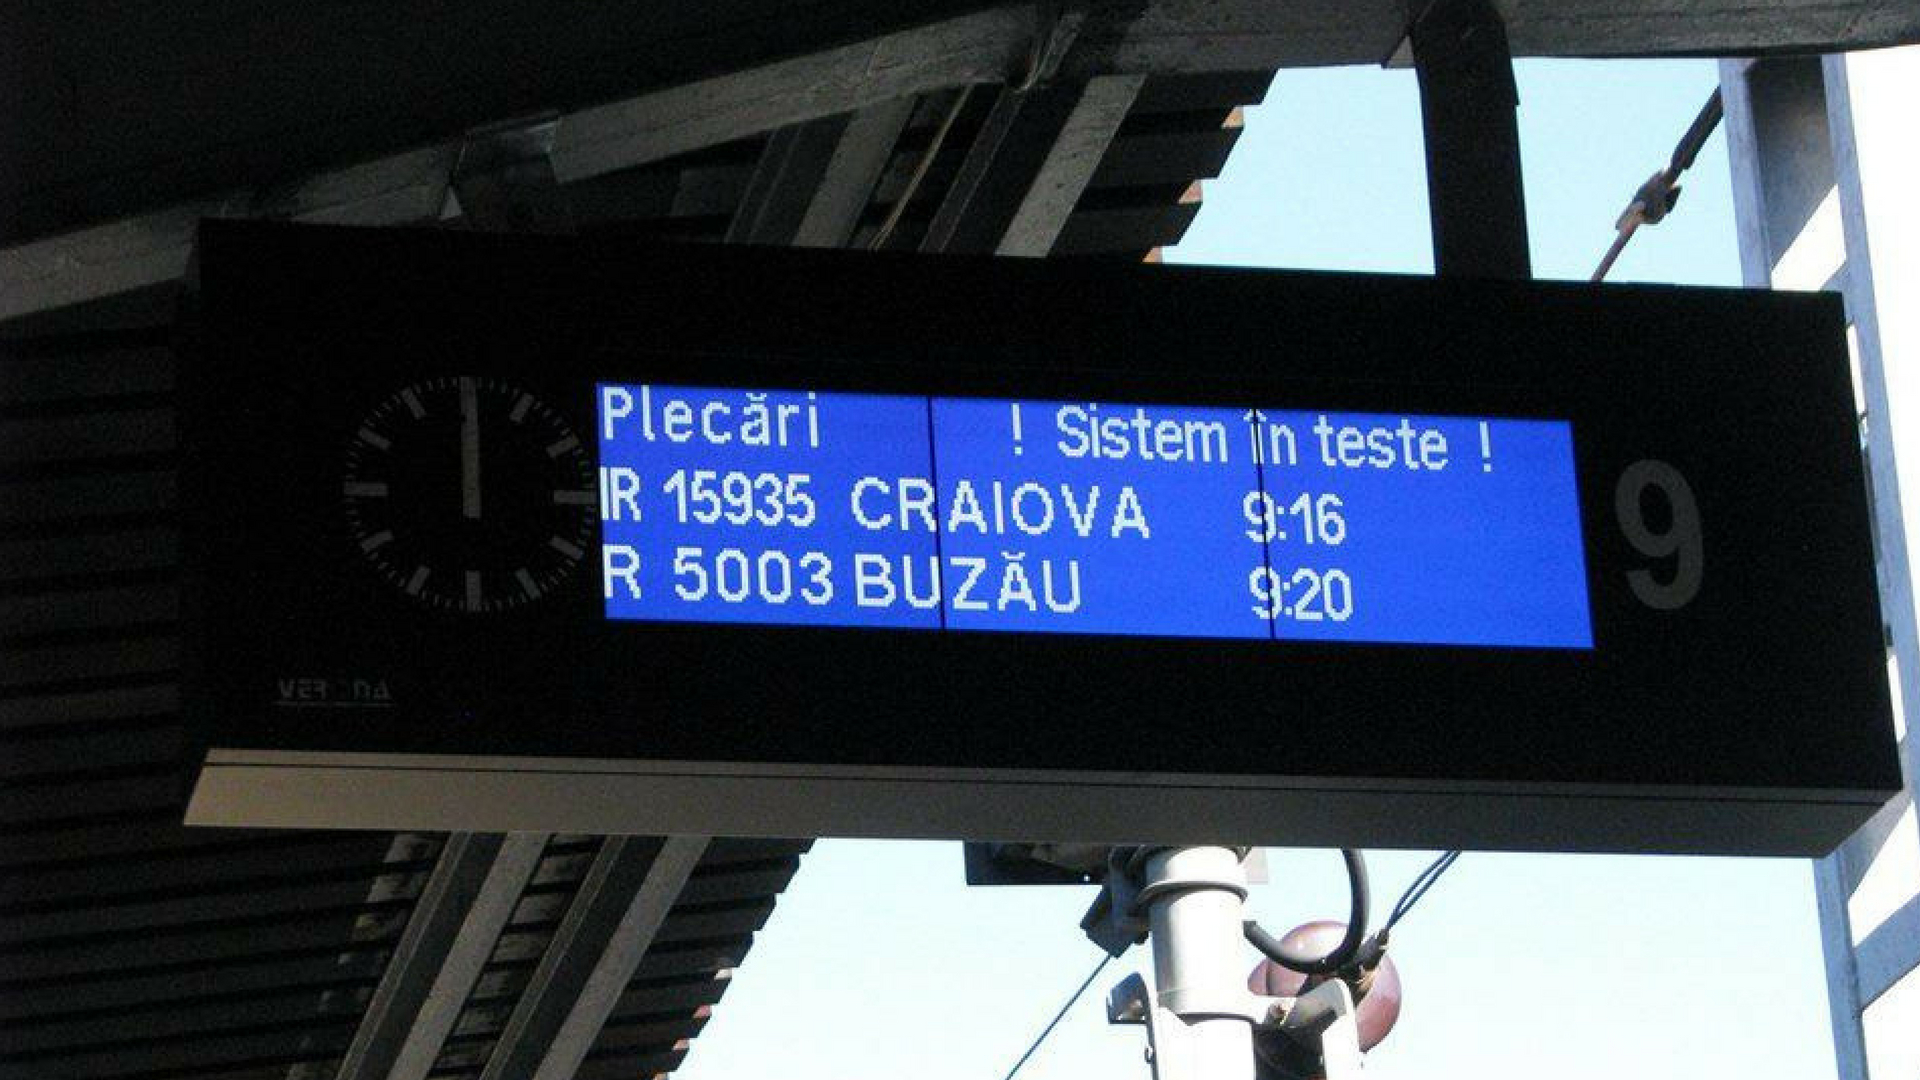 Plecări ! Sistem în teste !
IR 15935 CRAIOVA 9:16
R 5003 BUZĂU 9:20
9